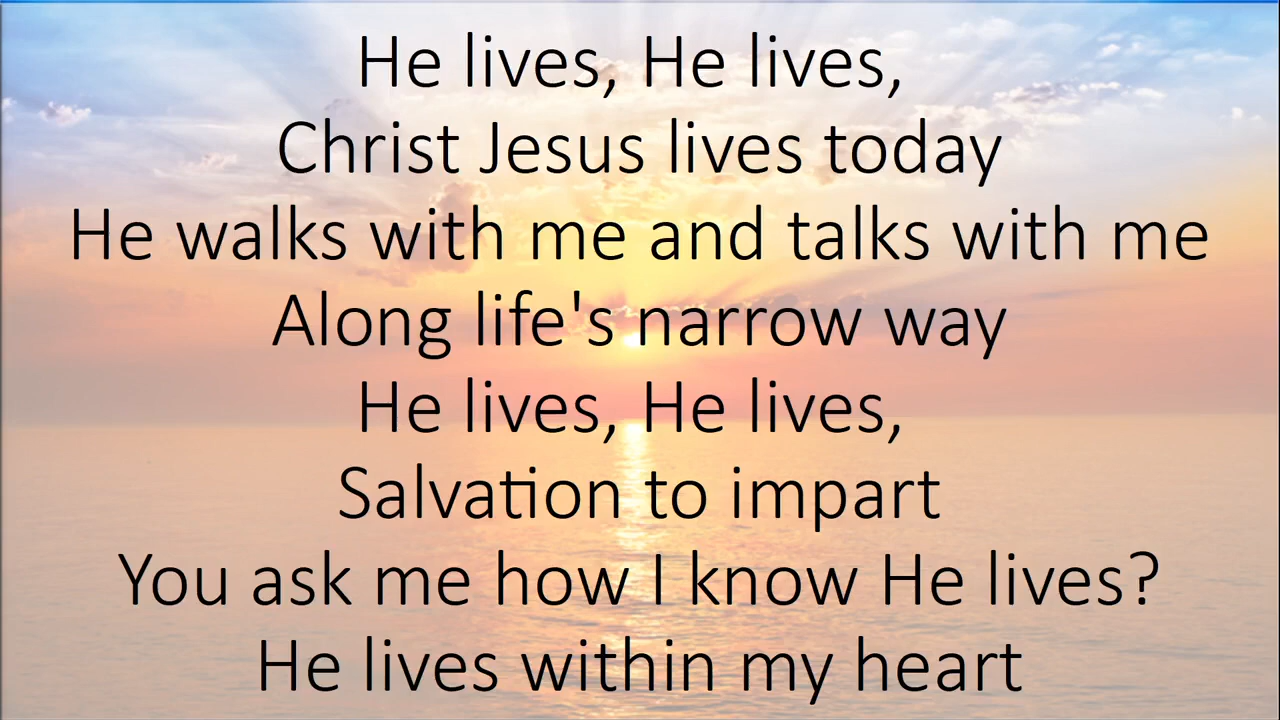 He lives, He lives,
Christ Jesus lives today
He walks with me and talks with me
Along life's narrow way
He lives, He lives,
Salvation to impart
You ask me how I know He lives?
He lives within my heart